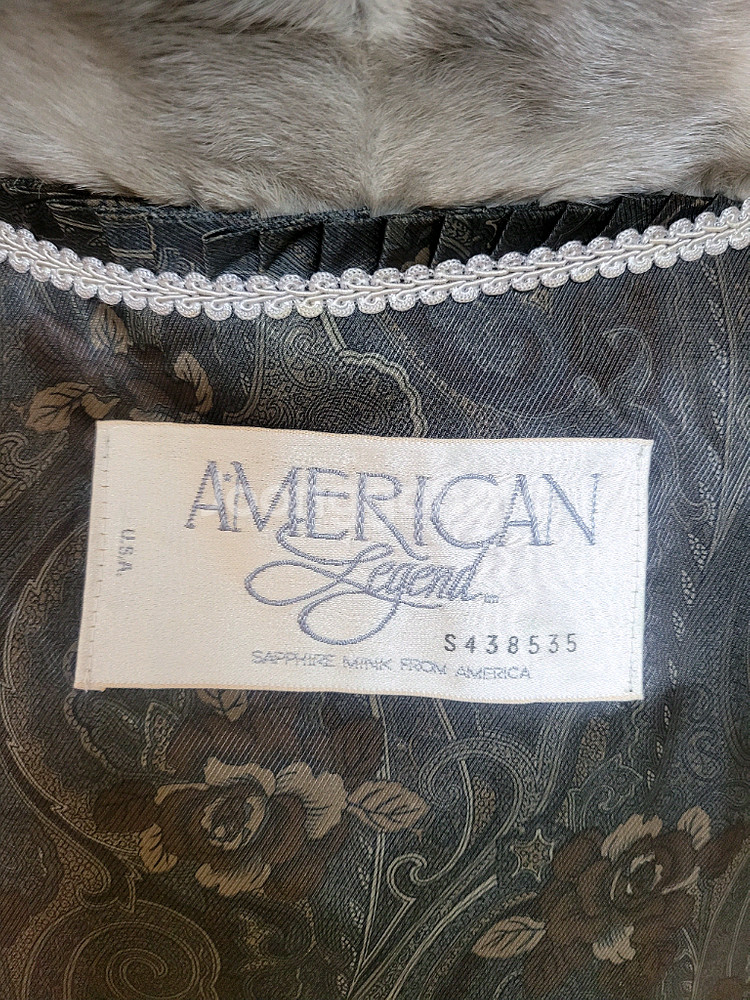 AMERICAN
Legend
U.S.A.
S438535
SAPPHIRE MINK FROM AMERICA